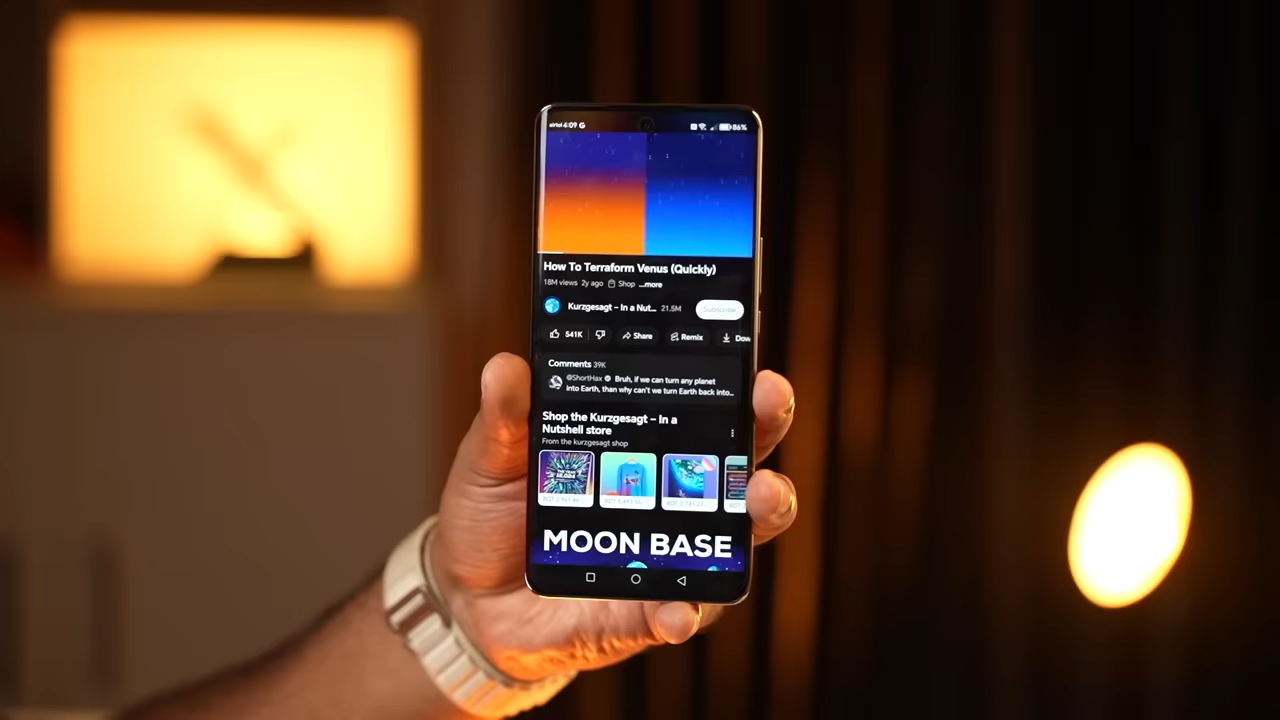 airtel 4:09 G 86%
How To Terraform Venus (Quickly)
18M views 2y ago Shop ...more
Kurzgesagt – In a Nut... 21.5M Subscribe
541K Share Remix Dow
Comments 39K
@ShortHax Bruh, if we can turn any planet
into Earth, than why can't we turn Earth back into...
Shop the Kurzgesagt – In a
Nutshell store
From the kurzgesagt shop
MOON BASE